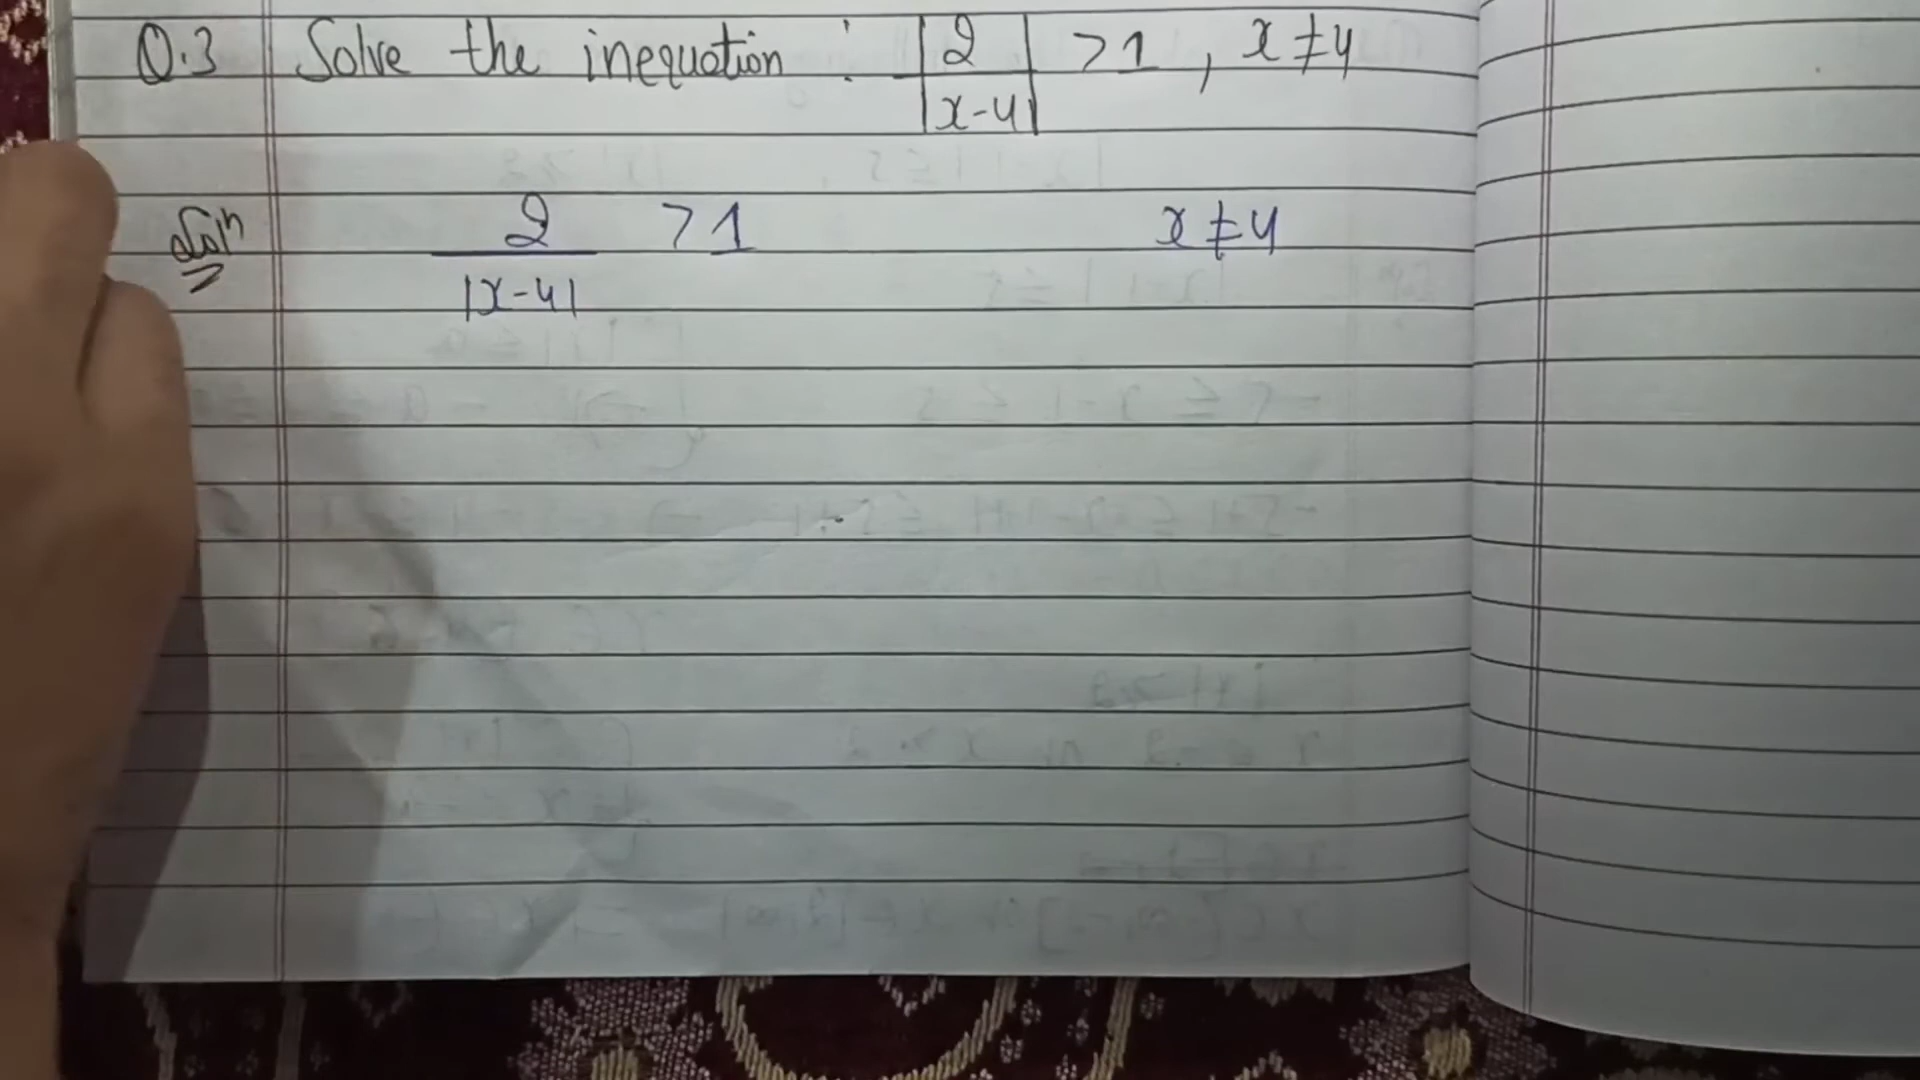 Q.3 Solve the inequation : |2| > 1 , x ≠ 4
|x-4|
Soln 2 > 1 x ≠ 4
|x-4|